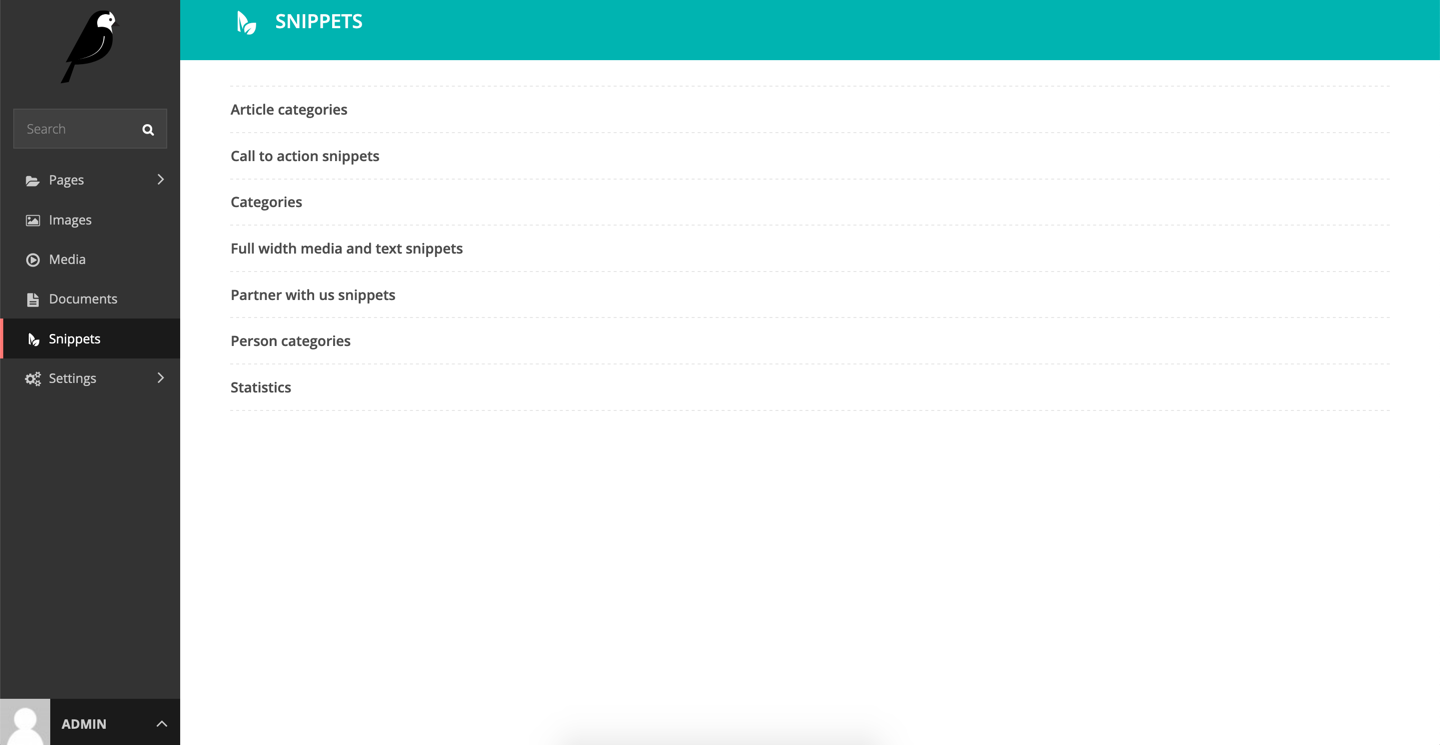 Search
Pages
Images
Media
Documents
Snippets
Settings
ADMIN
SNIPPETS
Article categories
Call to action snippets
Categories
Full width media and text snippets
Partner with us snippets
Person categories
Statistics